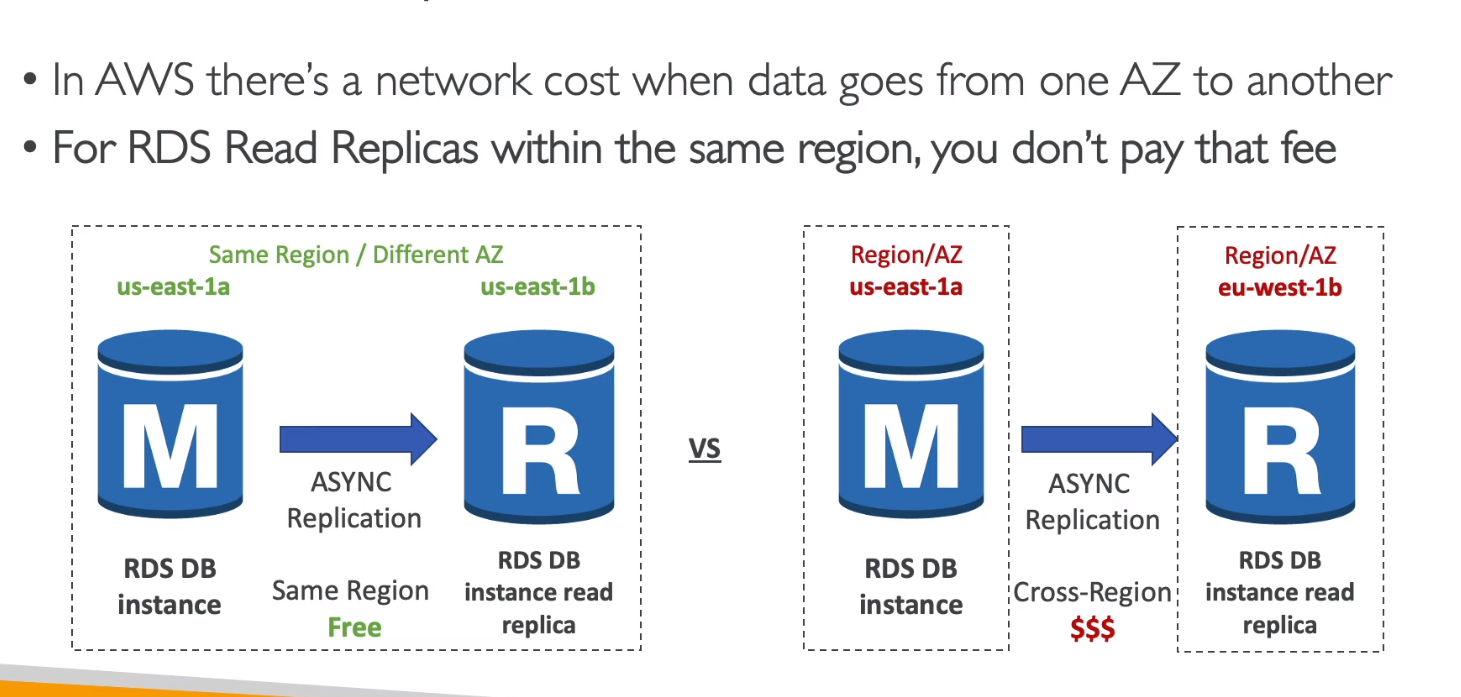 • In AWS there's a network cost when data goes from one AZ to another
• For RDS Read Replicas within the same region, you don't pay that fee
Same Region / Different AZ
us-east-1a
us-east-1b
M
R
ASYNC
Replication
RDS DB
instance
Same Region
Free
RDS DB
instance read
replica
VS
Region/AZ
us-east-1a
Region/AZ
eu-west-1b
M
R
ASYNC
Replication
RDS DB
instance
Cross-Region
$$$
RDS DB
instance read
replica